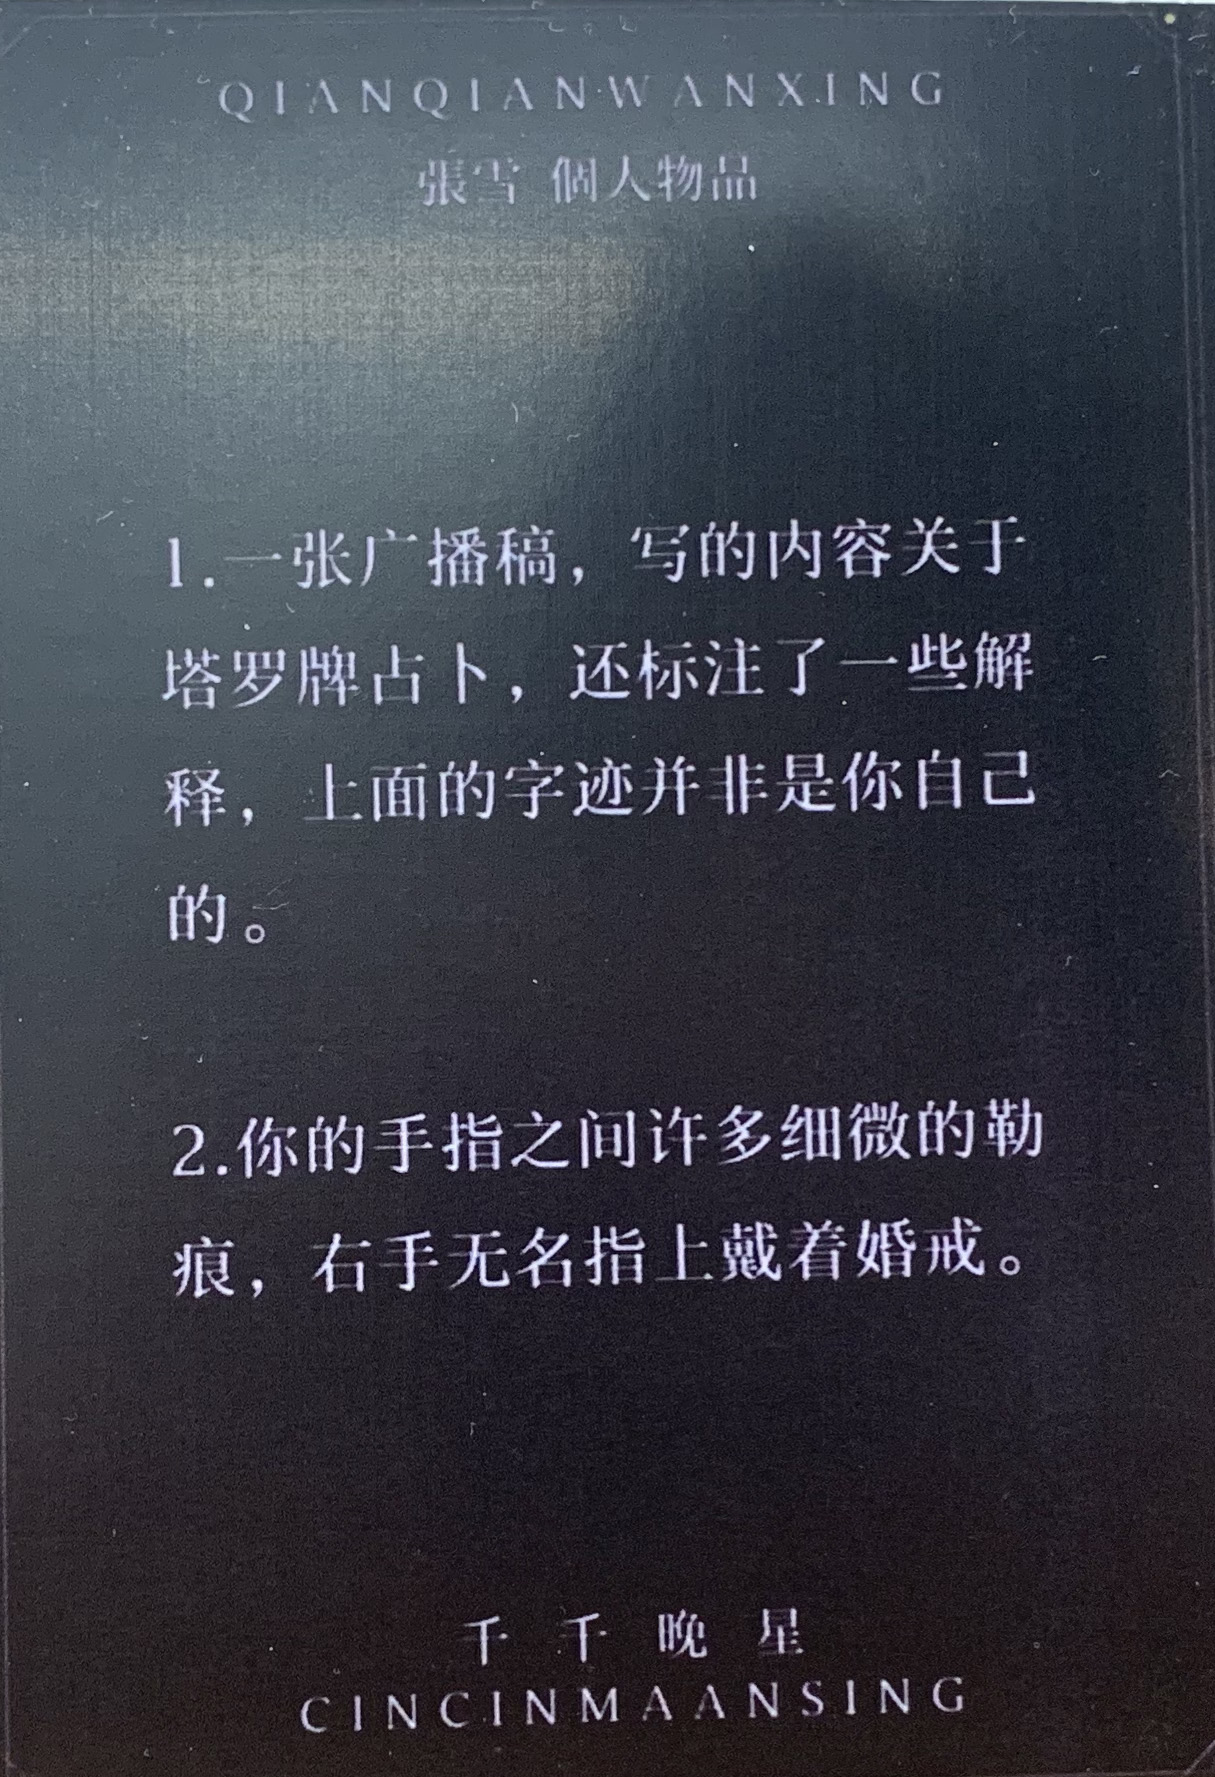 QIANQIANWANXING
張雪 個人物品
1.一张广播稿，写的内容关于
塔罗牌占卜，还标注了一些解
释，上面的字迹并非是你自己
的。
2.你的手指之间许多细微的勒
痕，右手无名指上戴着婚戒。
千千晚星
CINCINMAANSING